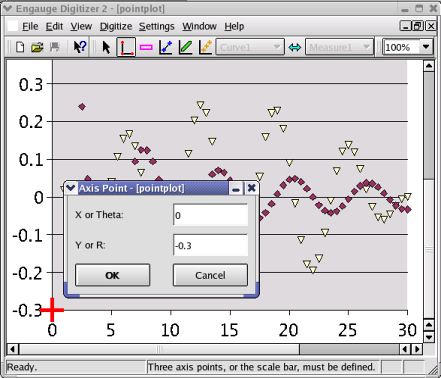 Engauge Digitizer 2 - [pointplot]
File Edit View Digitize Settings Window Help
Curve1 Measure1 100%
0.3
0.2
0.1
0
-0.1
-0.2
-0.3
0 5 10 15 20 25 30
Axis Point - [pointplot]
X or Theta: 0
Y or R: -0.3
OK Cancel
Ready. Three axis points, or the scale bar, must be defined.